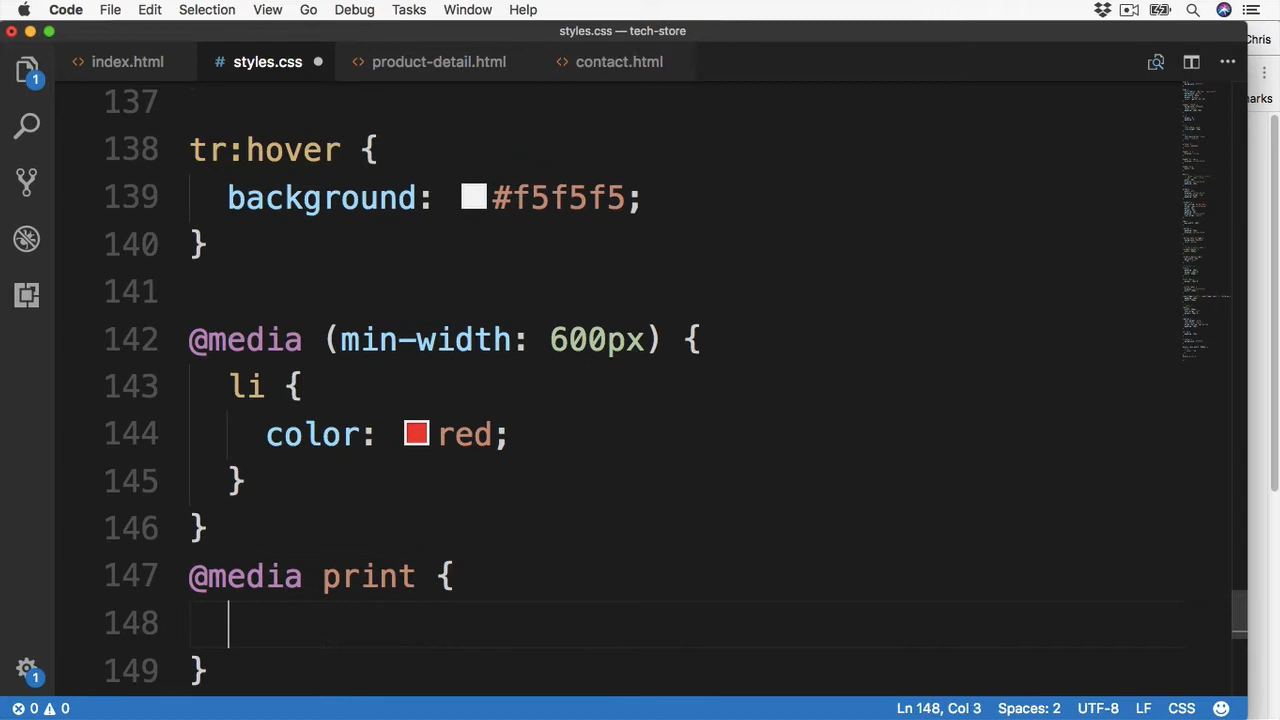 Code File Edit Selection View Go Debug Tasks Window Help
styles.css — tech-store
Chris
index.html
styles.css
product-detail.html
contact.html
1
arks
137
138 tr:hover {
139 background: #f5f5f5;
140 }
141
142 @media (min-width: 600px) {
143 li {
144 color: red;
145 }
146 }
147 @media print {
148
149 }
1
0 0 Ln 148, Col 3 Spaces: 2 UTF-8 LF CSS